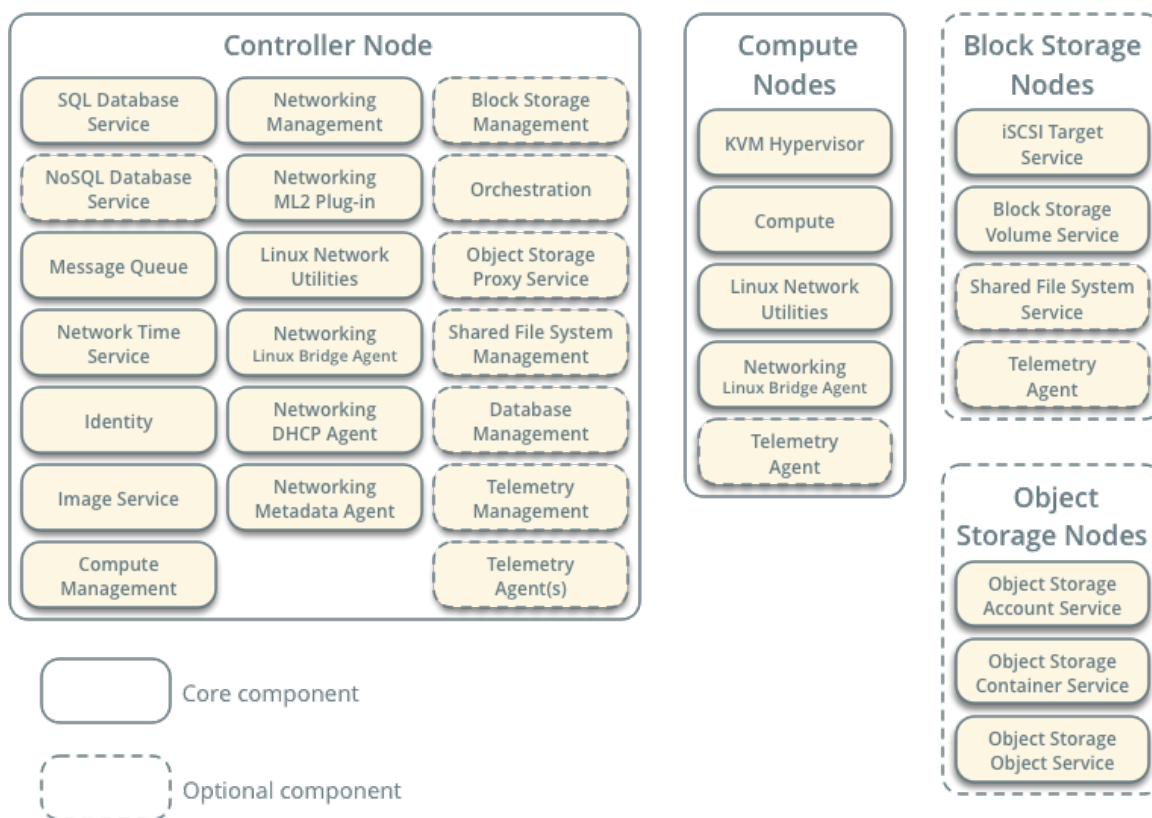 Controller Node
SQL Database
Service
NoSQL Database
Service
Message Queue
Network Time
Service
Identity
Image Service
Compute
Management
Networking
Management
Networking
ML2 Plug-in
Linux Network
Utilities
Networking
Linux Bridge Agent
Networking
DHCP Agent
Networking
Metadata Agent
Block Storage
Management
Orchestration
Object Storage
Proxy Service
Shared File System
Management
Database
Management
Telemetry
Management
Telemetry
Agent(s)
Compute
Nodes
KVM Hypervisor
Compute
Linux Network
Utilities
Networking
Linux Bridge Agent
Telemetry
Agent
Block Storage
Nodes
iSCSI Target
Service
Block Storage
Volume Service
Shared File System
Service
Telemetry
Agent
Object
Storage Nodes
Object Storage
Account Service
Object Storage
Container Service
Object Storage
Object Service
Core component
Optional component